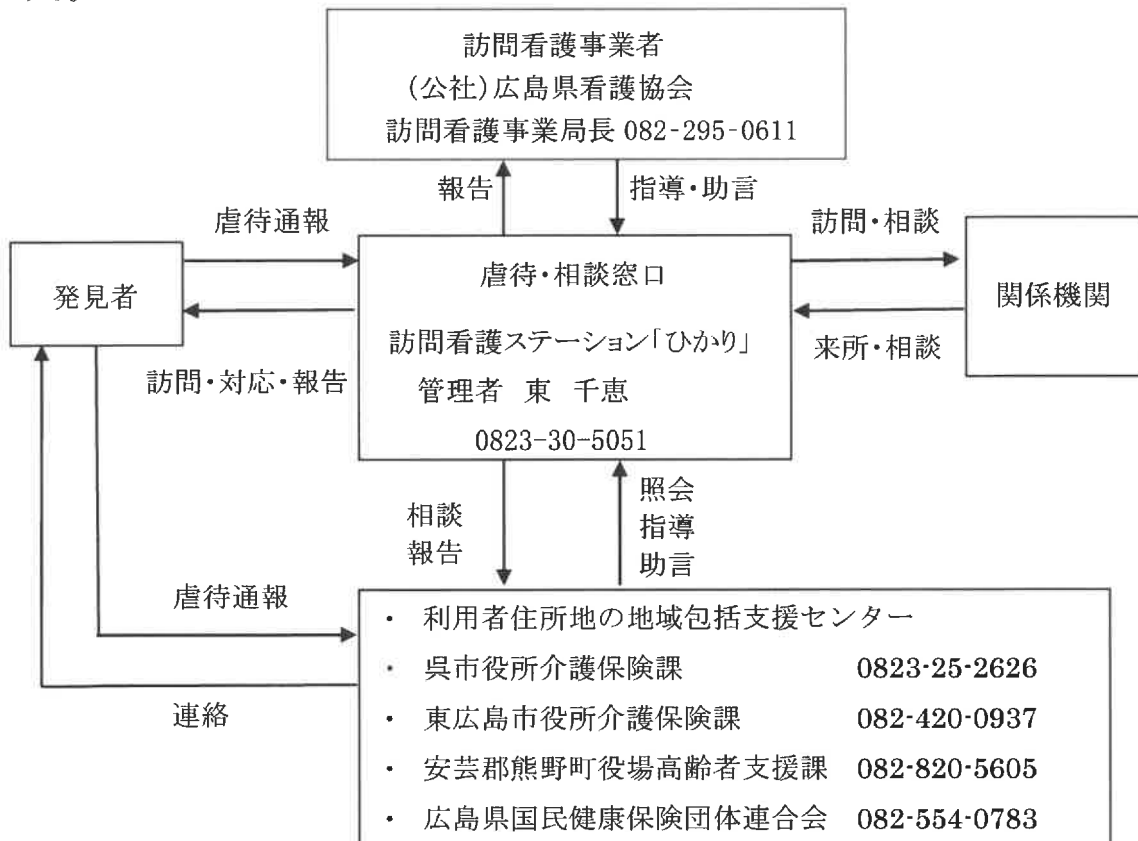 訪問看護事業者
(公社)広島県看護協会
訪問看護事業局長 082-295-0611
報告
指導・助言
虐待通報
訪問・相談
発見者
虐待・相談窓口
関係機関
訪問看護ステーション「ひかり」
来所・相談
訪問・対応・報告
管理者 東 千恵
0823-30-5051
相談
報告
照会
指導
助言
虐待通報
連絡
・ 利用者住所地の地域包括支援センター
・ 呉市役所介護保険課 0823-25-2626
・ 東広島市役所介護保険課 082-420-0937
・ 安芸郡熊野町役場高齢者支援課 082-820-5605
・ 広島県国民健康保険団体連合会 082-554-0783